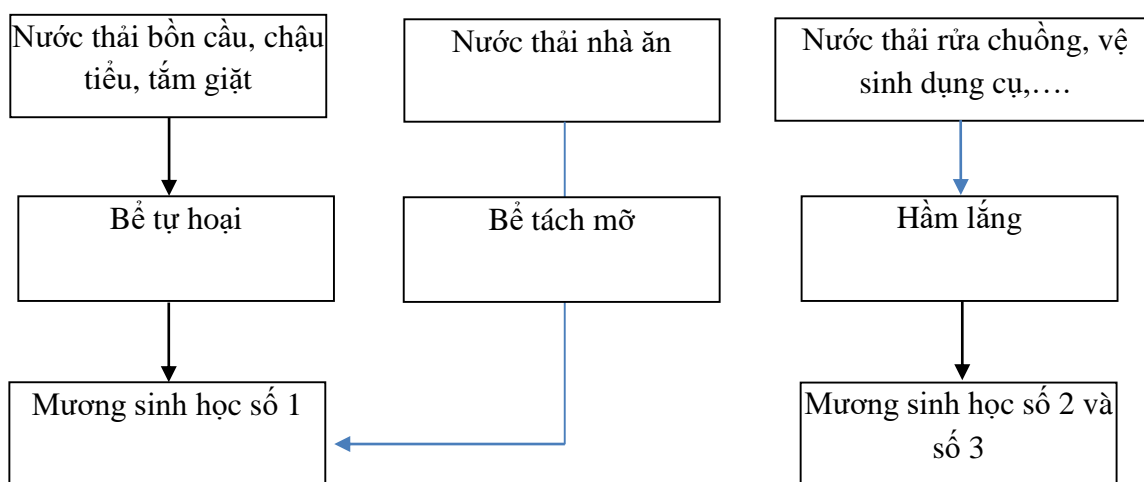 Nước thải bồn cầu, chậu
tiểu, tắm giặt
Nước thải nhà ăn
Nước thải rửa chuồng, vệ
sinh dụng cụ,….
Bể tự hoại
Bể tách mỡ
Hầm lắng
Mương sinh học số 1
Mương sinh học số 2 và
số 3